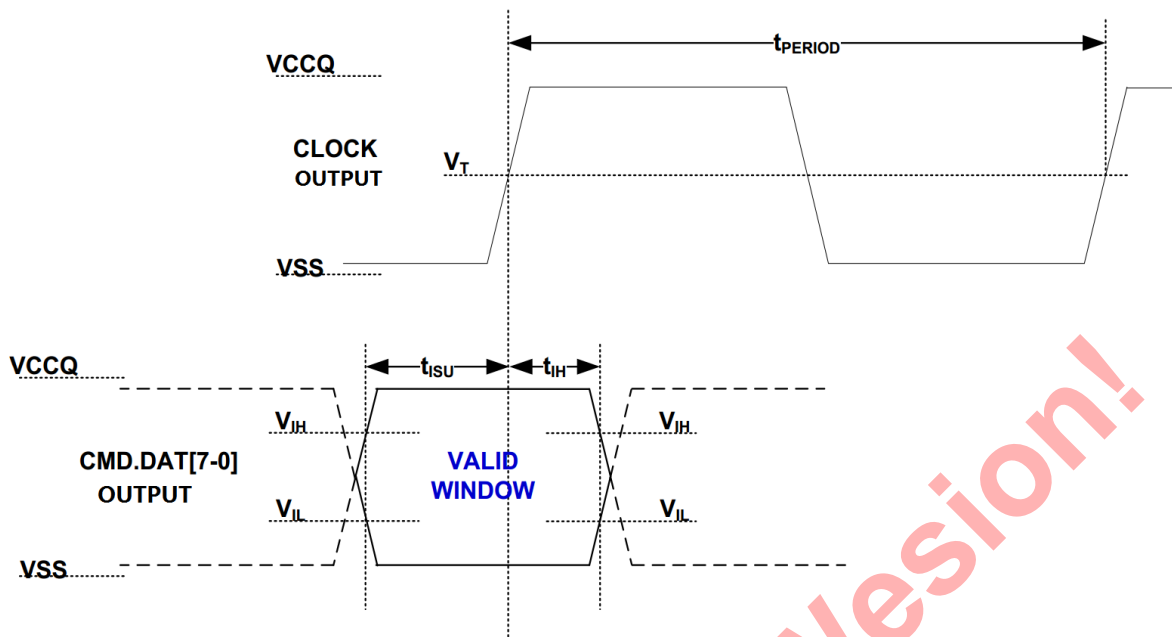 tPERIOD
VCCQ
CLOCK
OUTPUT
VT
VSS
VCCQ
tISU
tIH
VIH
VIH
CMD.DAT[7-0]
OUTPUT
VALID
WINDOW
VIL
VIL
VSS
Vesion!